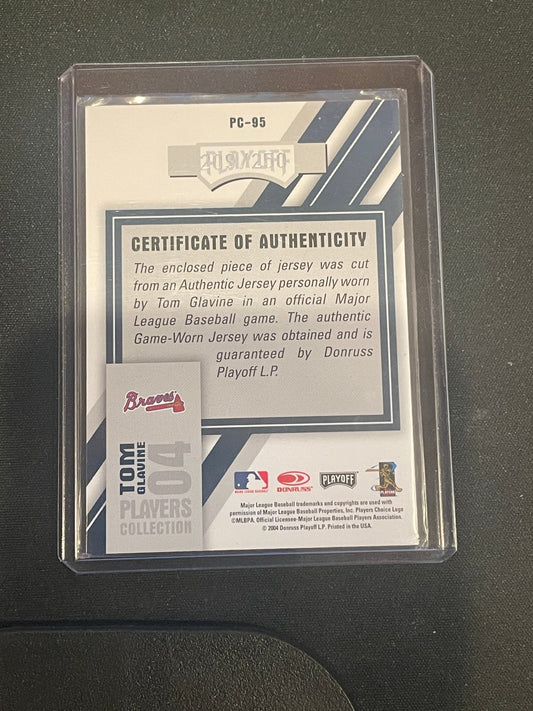 PC-95
PLAYOFF
CERTIFICATE OF AUTHENTICITY
The enclosed piece of jersey was cut
from an Authentic Jersey personally worn
by Tom Glavine in an official Major
League Baseball game. The authentic
Game-Worn Jersey was obtained and is
guaranteed by Donruss
Playoff L.P.
Braves
TOM
GLAVINE
04
PLAYERS
COLLECTION
MAJOR LEAGUE BASEBALL
DONRUSS
PLAYOFF
Major League Baseball trademarks and copyrights are used with
permission of Major League Baseball Properties, Inc. Players Choice Logo
©MLBPA. Official Licensee-Major League Baseball Players Association.
© 2004 Donruss Playoff L.P. Printed in the USA.